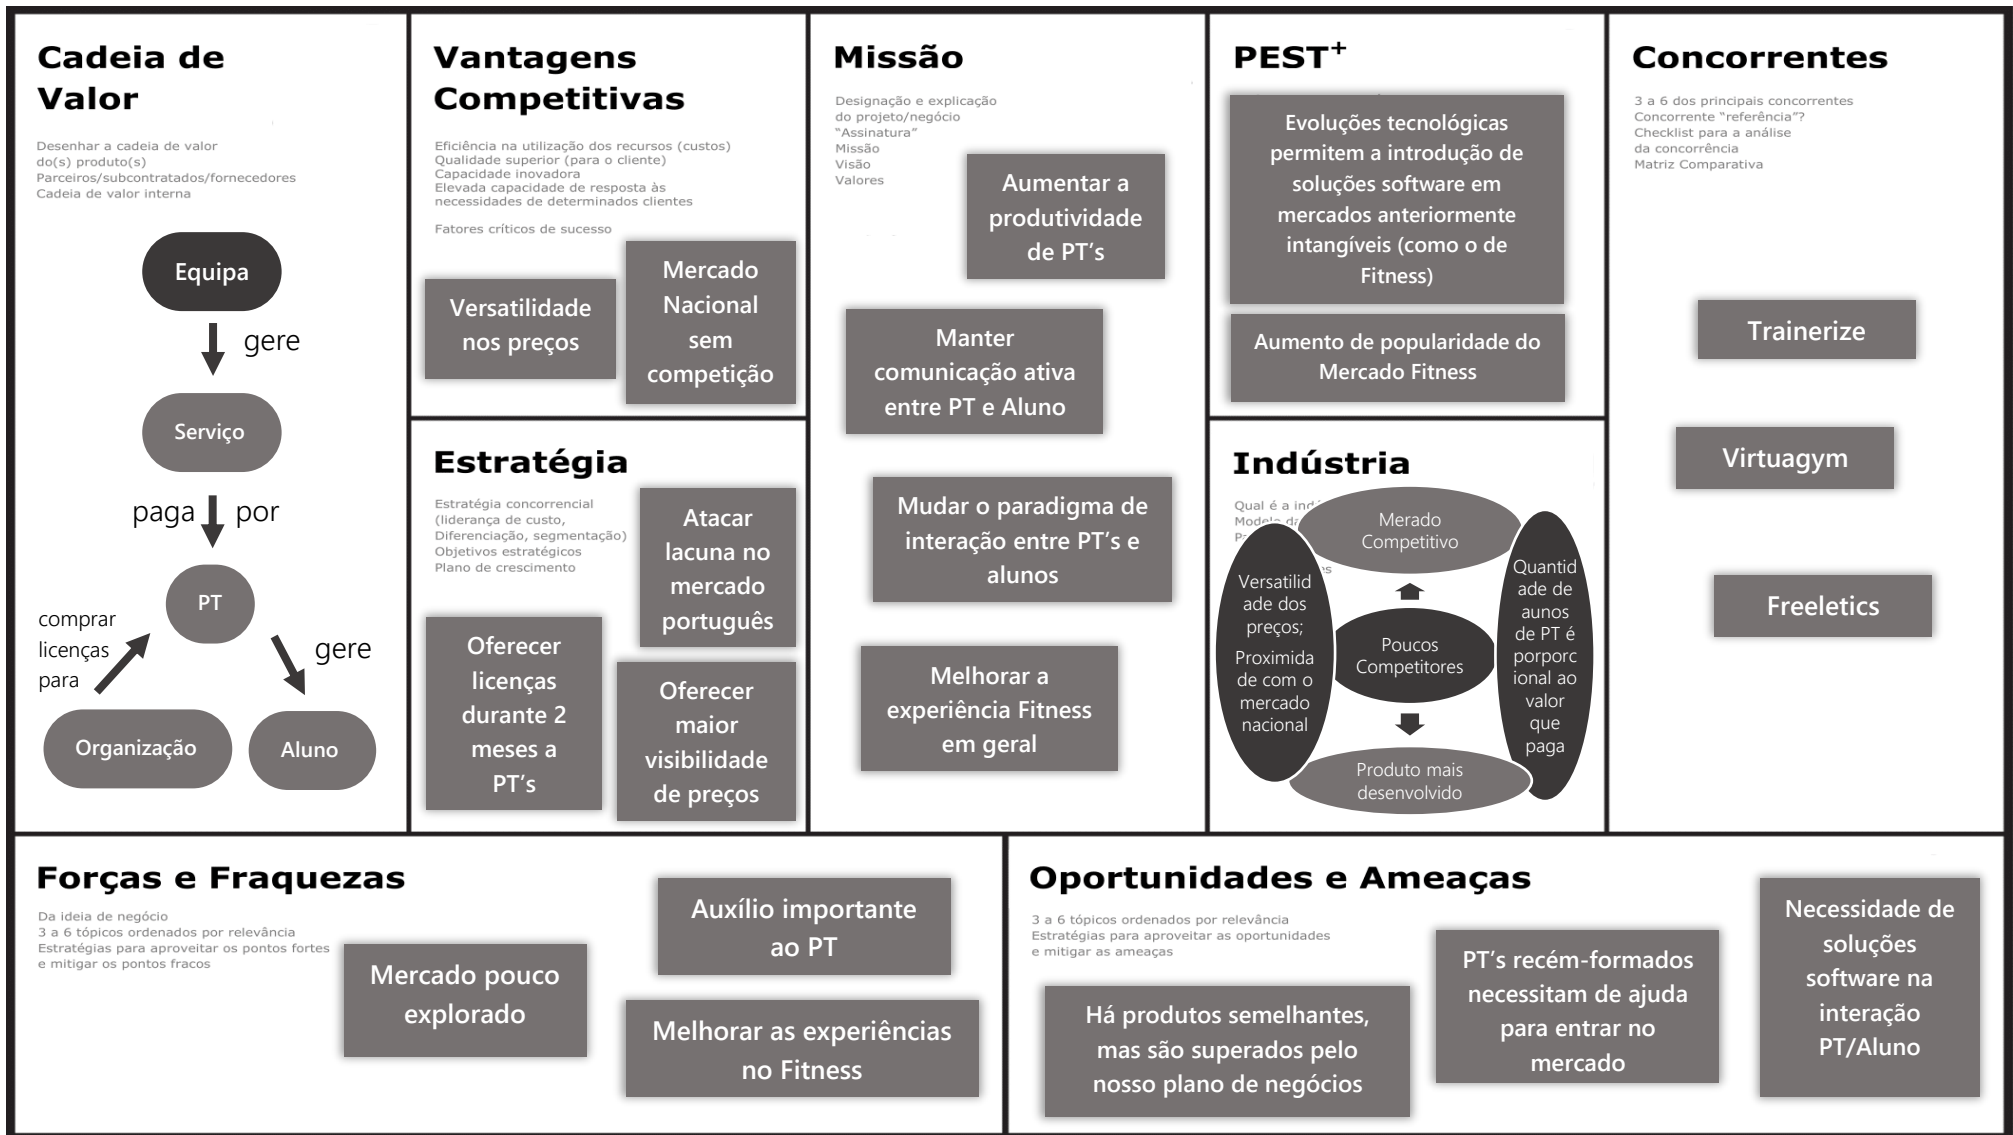 Cadeia de
Valor
Desenhar a cadeia de valor
do(s) produto(s)
Parceiros/subcontratados/fornecedores
Cadeia de valor interna
Equipa
gere
Serviço
paga
por
PT
comprar
licenças
para
gere
Organização
Aluno
Vantagens
Competitivas
Eficiência na utilização dos recursos (custos)
Qualidade superior (para o cliente)
Capacidade inovadora
Elevada capacidade de resposta às
necessidades de determinados clientes
Fatores críticos de sucesso
Versatilidade
nos preços
Mercado
Nacional
sem
competição
Estratégia
Estratégia concorrencial
(liderança de custo,
Diferenciação, segmentação)
Objetivos estratégicos
Plano de crescimento
Atacar
lacuna no
mercado
português
Oferecer
licenças
durante 2
meses a
PT's
Oferecer
maior
visibilidade
de preços
Missão
Designação e explicação
do projeto/negócio
“Assinatura”
Missão
Visão
Valores
Aumentar a
produtividade
de PT's
Manter
comunicação ativa
entre PT e Aluno
Mudar o paradigma de
interação entre PT's e
alunos
Melhorar a
experiência Fitness
em geral
PEST+
Evoluções tecnológicas
permitem a introdução de
soluções software em
mercados anteriormente
intangíveis (como o de
Fitness)
Aumento de popularidade do
Mercado Fitness
Indústria
Qual é a
Merado
Competitivo
Versatilid
ade dos
preços;
Proximida
de com o
mercado
nacional
Poucos
Competitores
Quantid
ade de
aunos
de PT é
porporc
ional ao
valor
que
paga
Produto mais
desenvolvido
Concorrentes
3 a 6 dos principais concorrentes
Concorrente “referência”?
Checklist para a análise
da concorrência
Matriz Comparativa
Trainerize
Virtuagym
Freeletics
Forças e Fraquezas
Da ideia de negócio
3 a 6 tópicos ordenados por relevância
Estratégias para aproveitar os pontos fortes
e mitigar os pontos fracos
Mercado pouco
explorado
Auxílio importante
ao PT
Melhorar as experiências
no Fitness
Oportunidades e Ameaças
3 a 6 tópicos ordenados por relevância
Estratégias para aproveitar as oportunidades
e mitigar as ameaças
Há produtos semelhantes,
mas são superados pelo
nosso plano de negócios
PT's recém-formados
necessitam de ajuda
para entrar no
mercado
Necessidade de
soluções
software na
interação
PT/Aluno